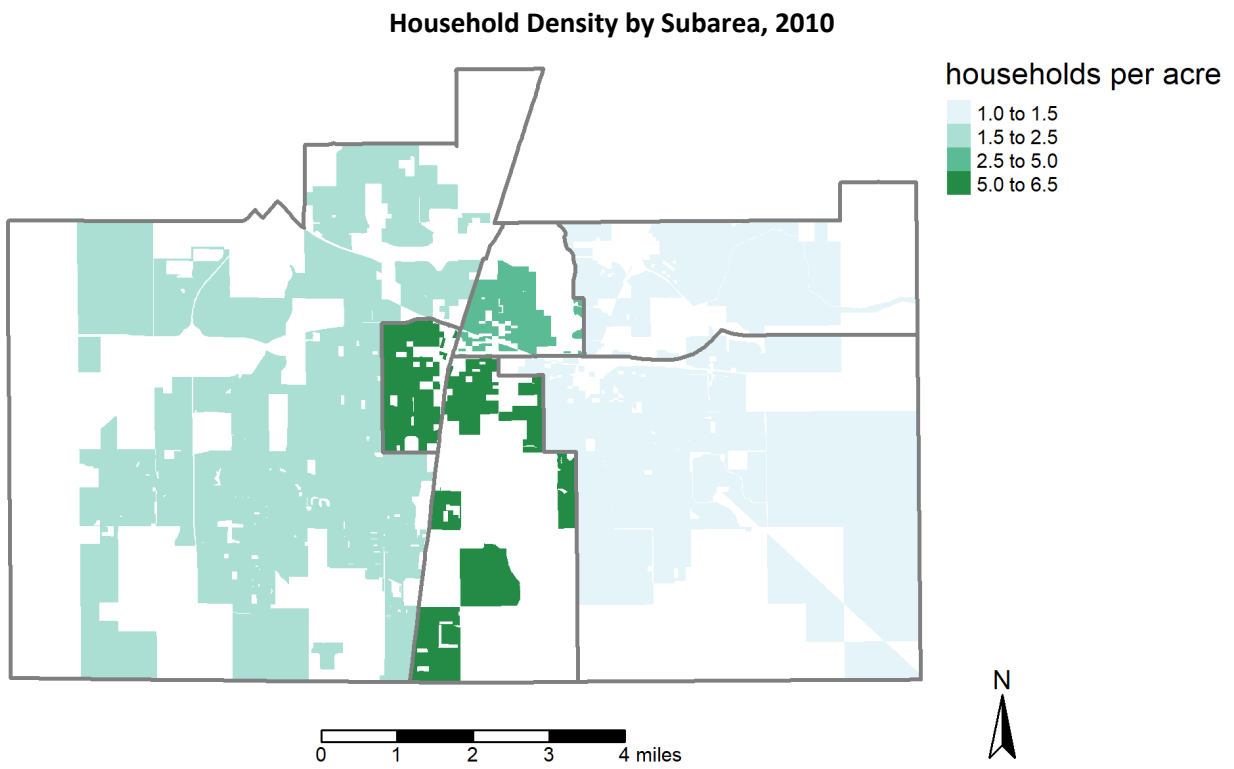 Household Density by Subarea, 2010
households per acre
1.0 to 1.5
1.5 to 2.5
2.5 to 5.0
5.0 to 6.5
N
0 1 2 3 4 miles